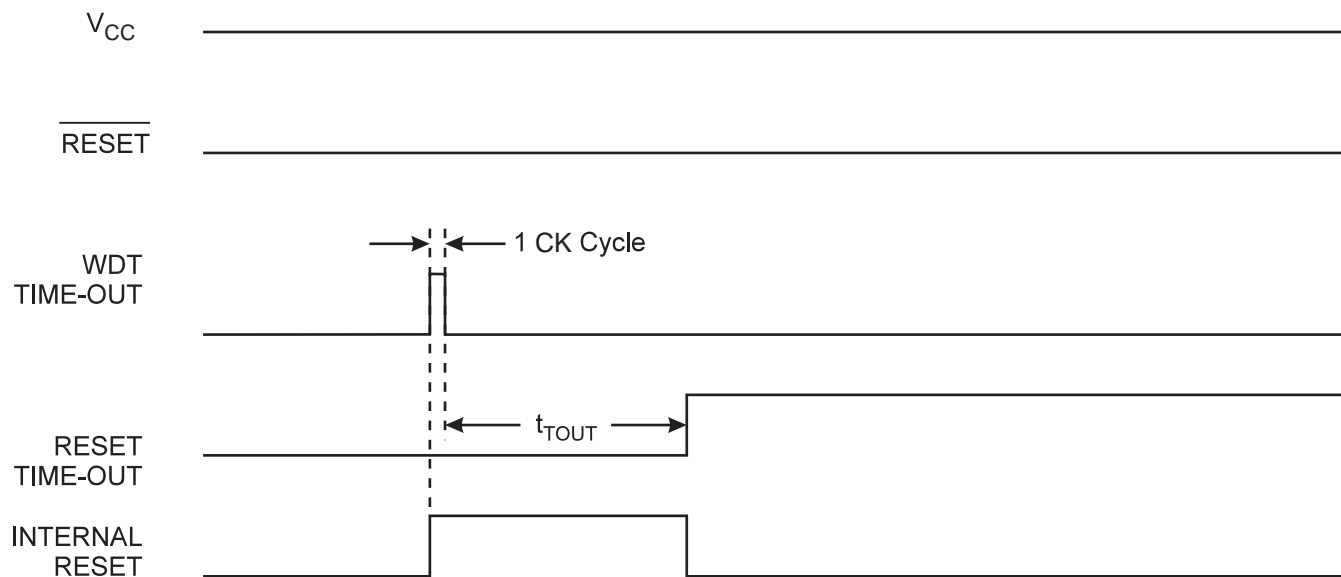 VCC
RESET
1 CK Cycle
WDT
TIME-OUT
tTOUT
RESET
TIME-OUT
INTERNAL
RESET